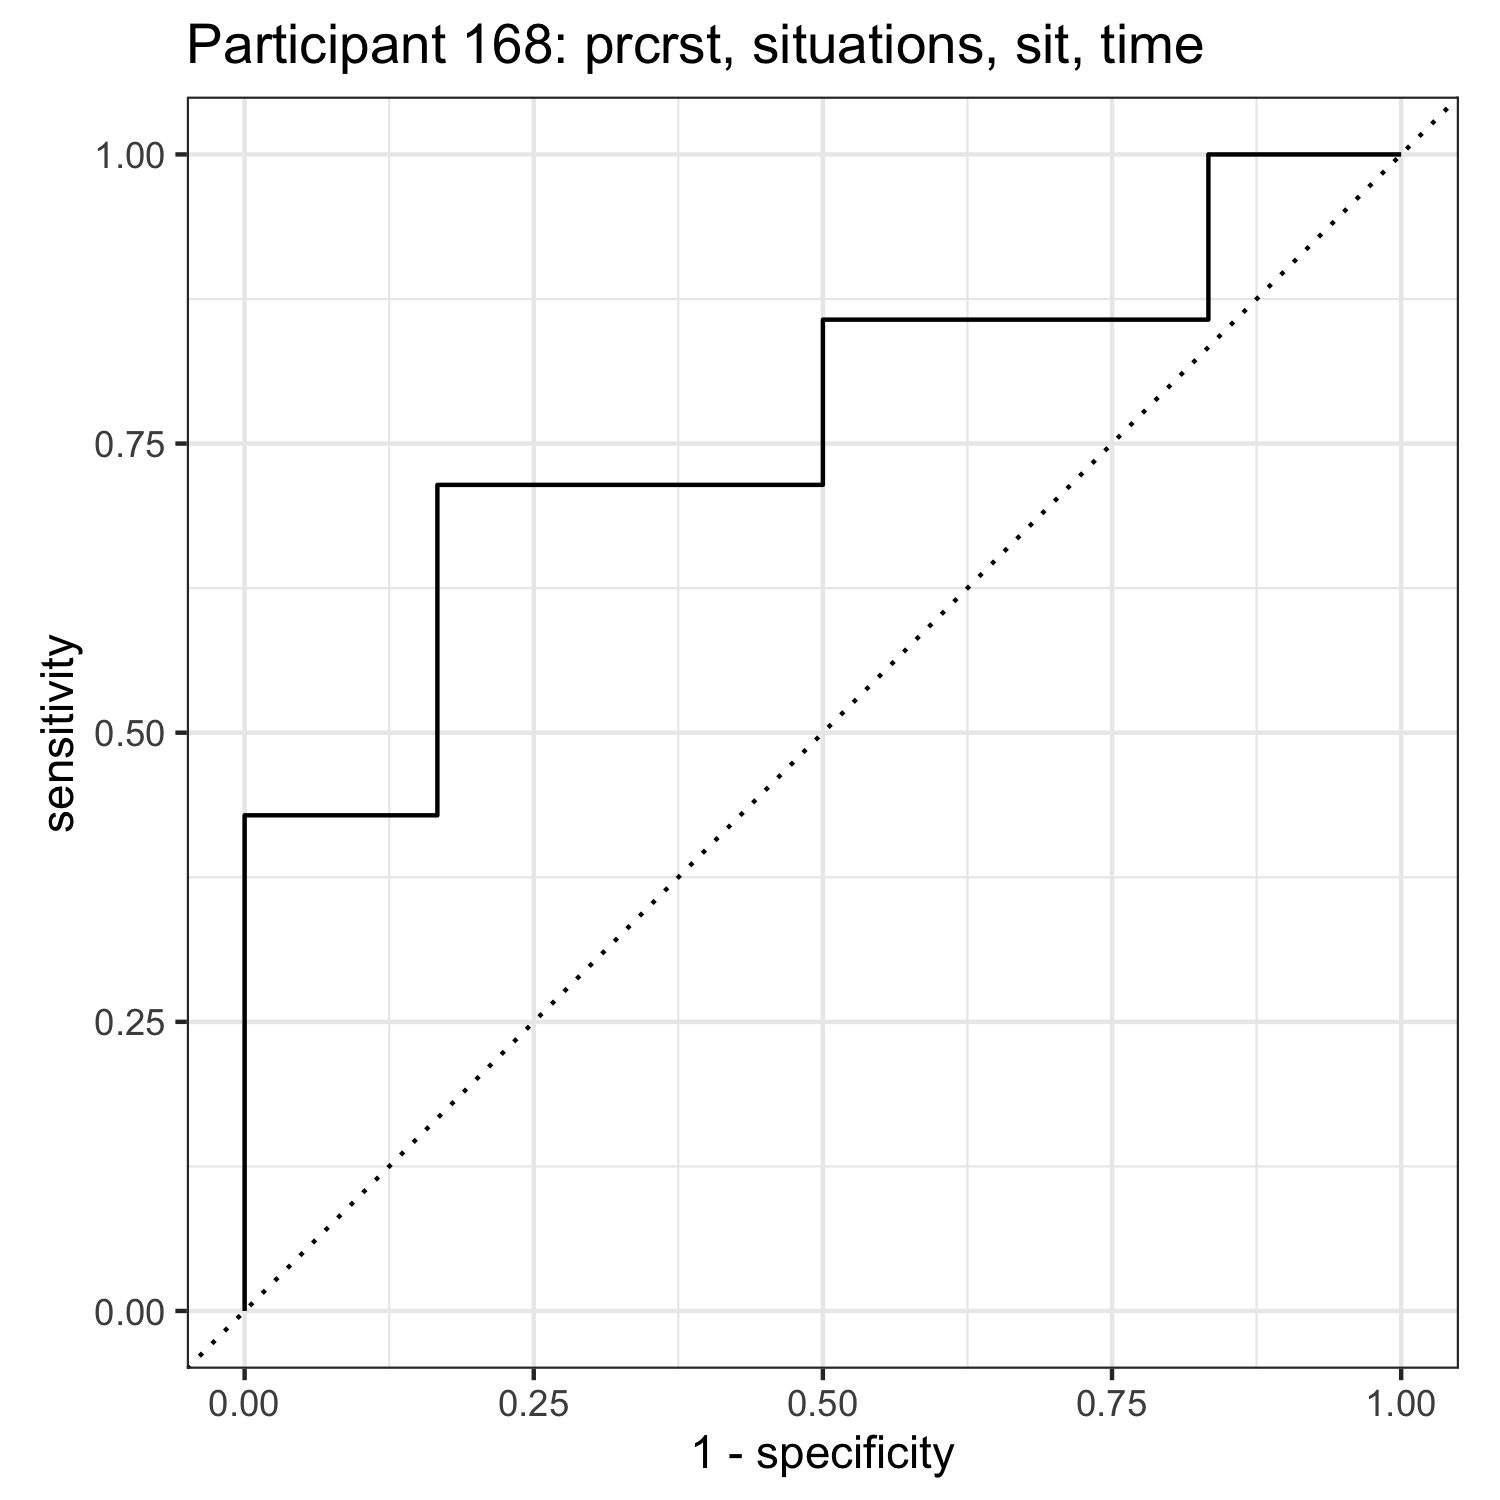 Participant 168: prcrst, situations, sit, time
1.00
0.75
0.50
0.25
0.00
sensitivity
0.00 0.25 0.50 0.75 1.00
1 - specificity